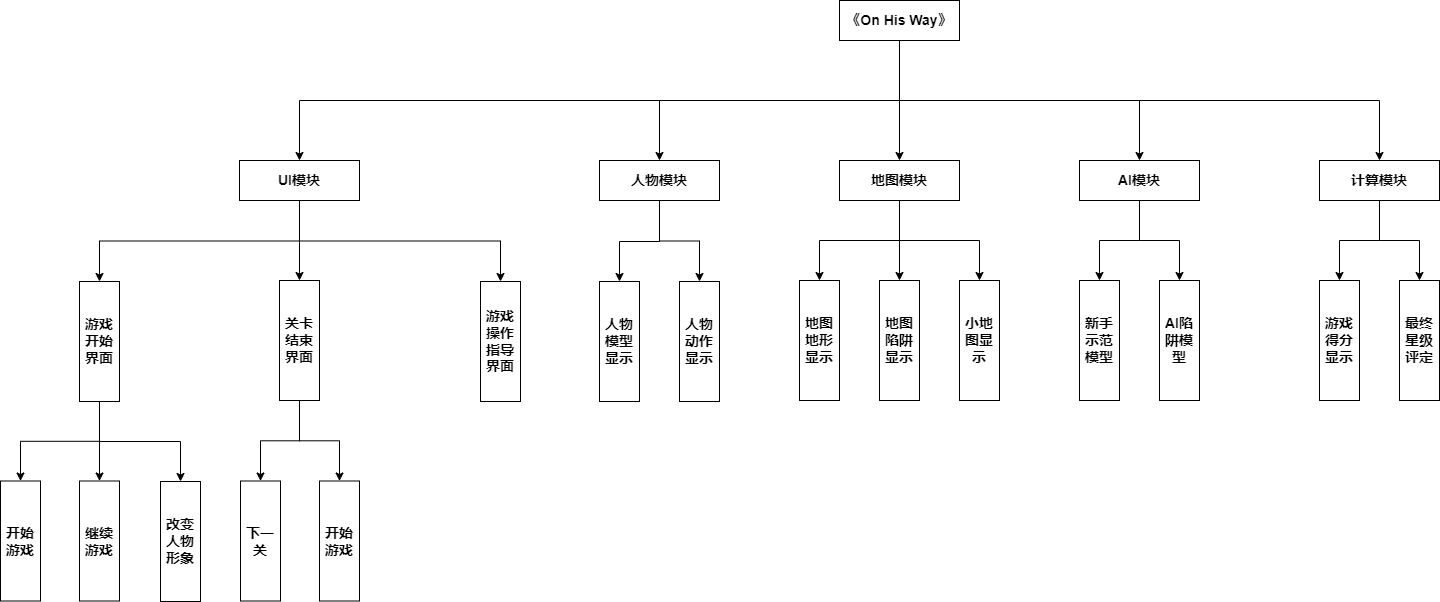 《On His Way》
UI模块
人物模块
地图模块
AI模块
计算模块
游戏
开始
界面
关卡
结束
界面
游戏
操作
指导
界面
人物
模型
显示
人物
动作
显示
地图
地形
显示
地图
陷阱
显示
小地
图显
示
新手
示范
模型
AI陷
阱模
型
游戏
得分
显示
最终
星级
评定
开始
游戏
继续
游戏
改变
人物
形象
下一
关
开始
游戏